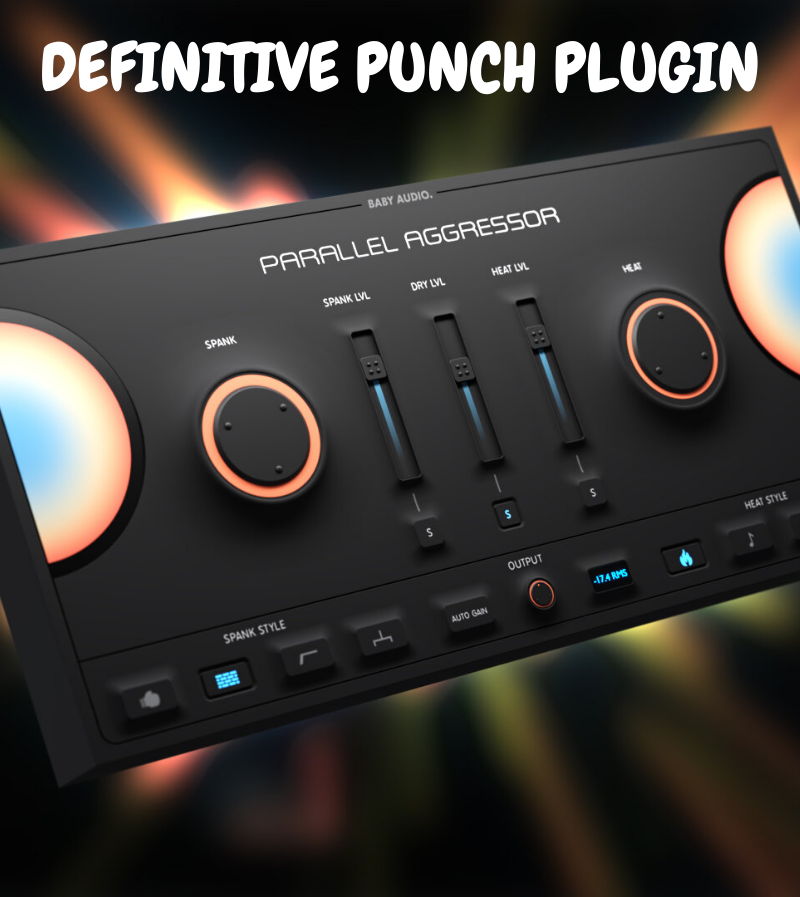 DEFINITIVE PUNCH PLUGIN
BABY AUDIO.
PARALLEL AGGRESSOR
SPANK LVL
DRY LVL
HEAT LVL
HEAT
SPANK
S
S
S
HEAT STYLE
OUTPUT
-17.4 RMS
AUTO GAIN
SPANK STYLE